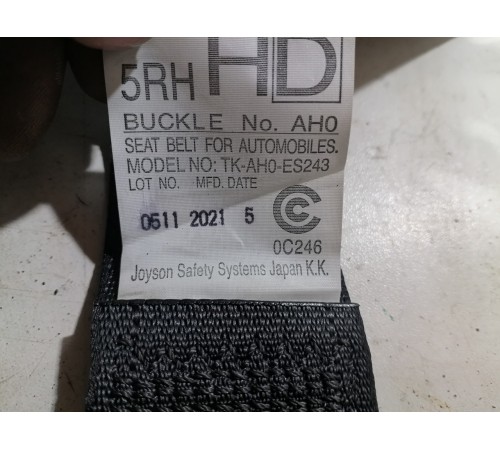 5RH HD
BUCKLE No. AH0
SEAT BELT FOR AUTOMOBILES.
MODEL NO: TK-AH0-ES243
LOT NO. MFD. DATE
0511 2021 5
0C246
Joyson Safety Systems Japan K.K.